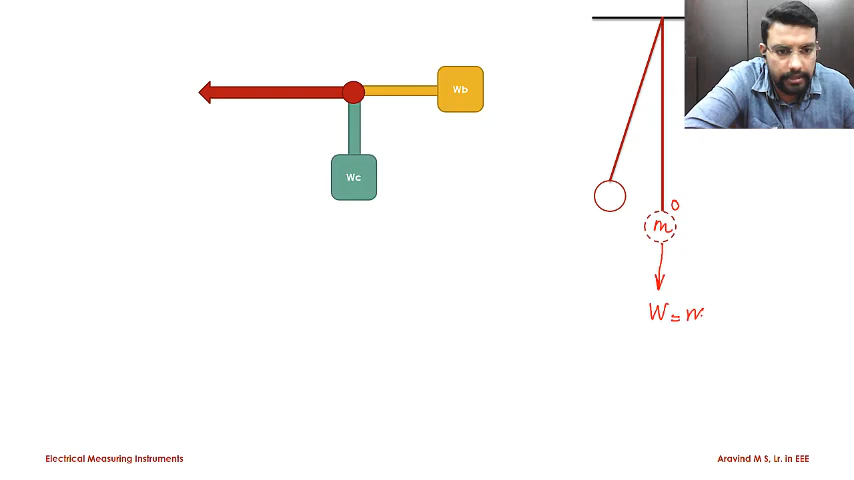 Wb
Wc
O
m
W = m
Electrical Measuring Instruments
Aravind M S, Lr. in EEE